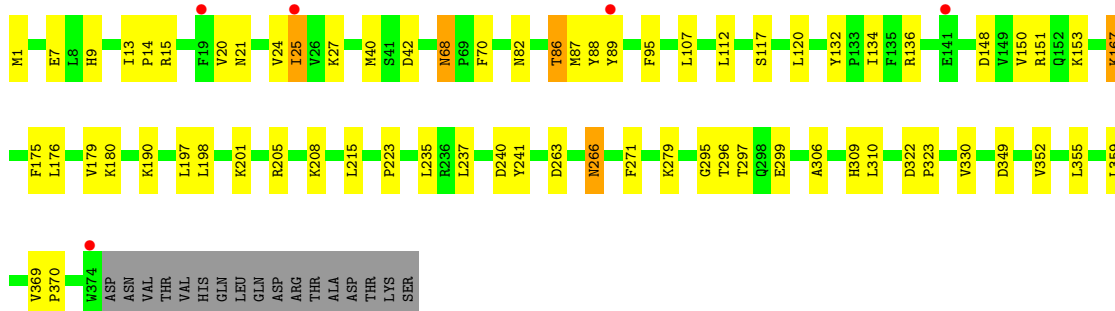 M1 E7 L8 H9 I13 P14 R15 F19 V20 N21 V24 I25 V26 K27 M40 S41 D42 N68 P69 F70 N82 T86 M87 Y88 Y89 F95 L107 L112 S117 L120 Y132 P133 I134 F135 R136 E141 D148 V149 V150 R151 Q152 K153 K167
F175 L176 V179 K180 K190 L197 L198 K201 R205 K208 L215 P223 L235 R236 L237 D240 Y241 D263 N266 F271 K279 G295 T296 T297 Q298 E299 A306 H309 L310 D322 P323 V330 D349 V352 L355 L359
V369 P370 W374 ASP ASN VAL THR VAL HIS GLN LEU GLN ASP ARG THR ALA ASP THR LYS SER